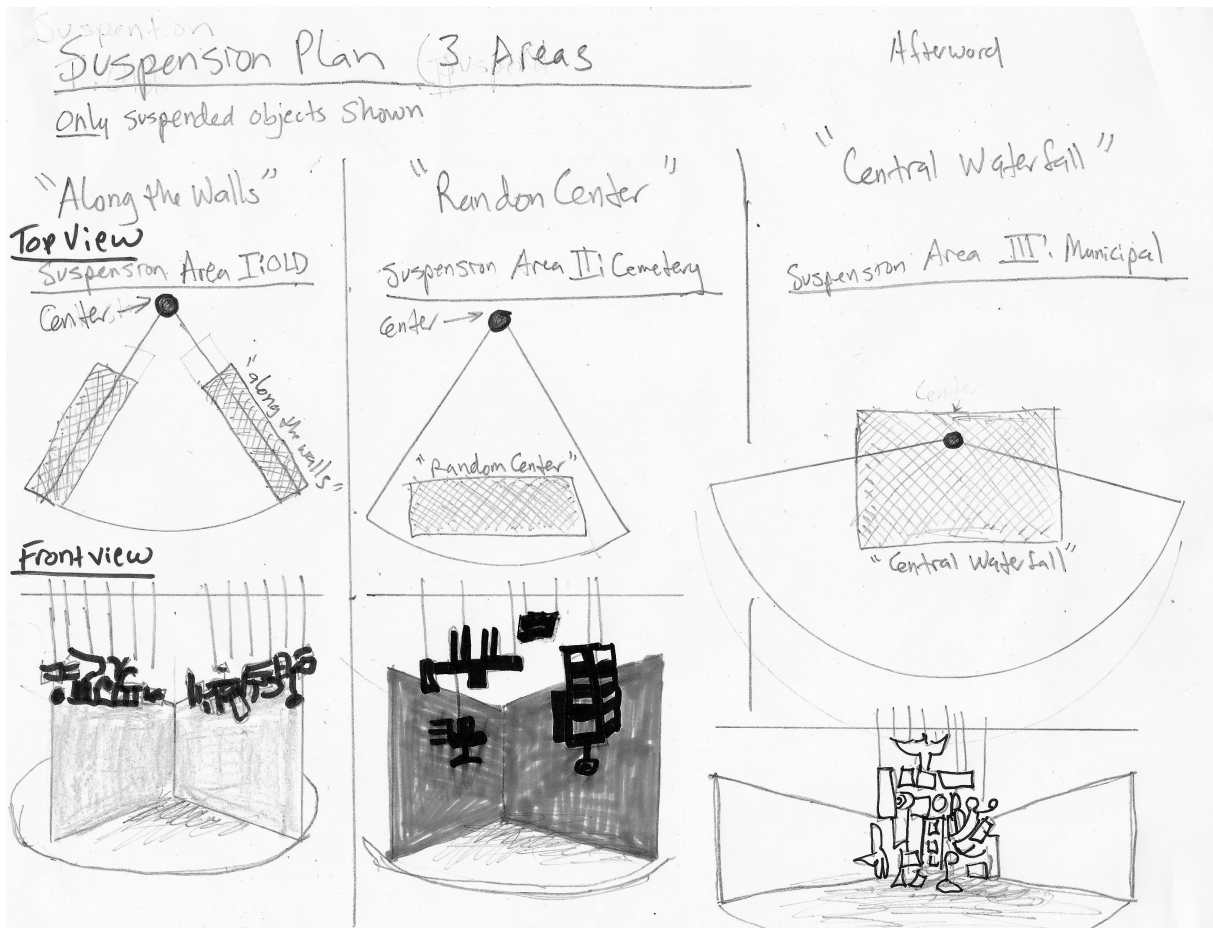 Suspention
Suspension Plan (3 Areas
Afterword
Only suspended objects shown
"Along the Walls"
"Randon Center"
"Central Waterfall"
Top View
Suspension Area I: OLD
Suspension Area II: Cemetery
Suspension Area III: Municipal
Center
center
Center
"along the walls"
"Random Center"
"Central Waterfall"
Front view